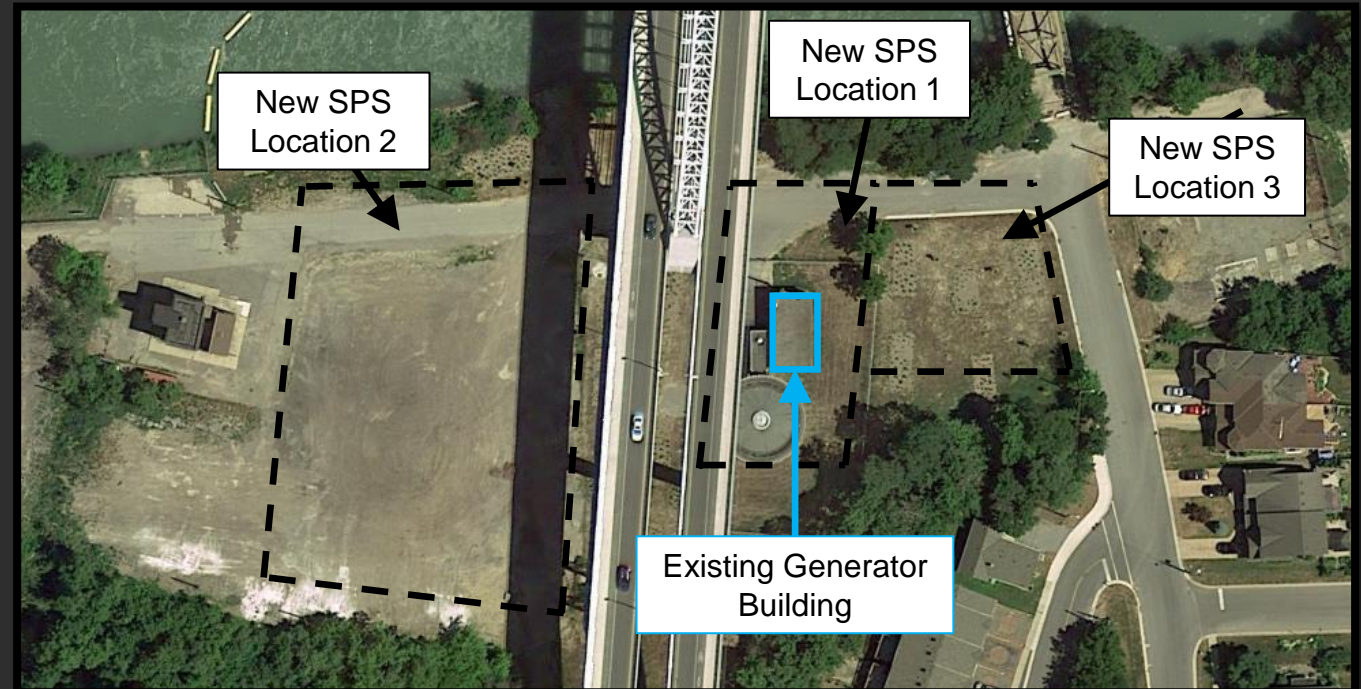 New SPS
Location 2
New SPS
Location 1
New SPS
Location 3
Existing Generator
Building